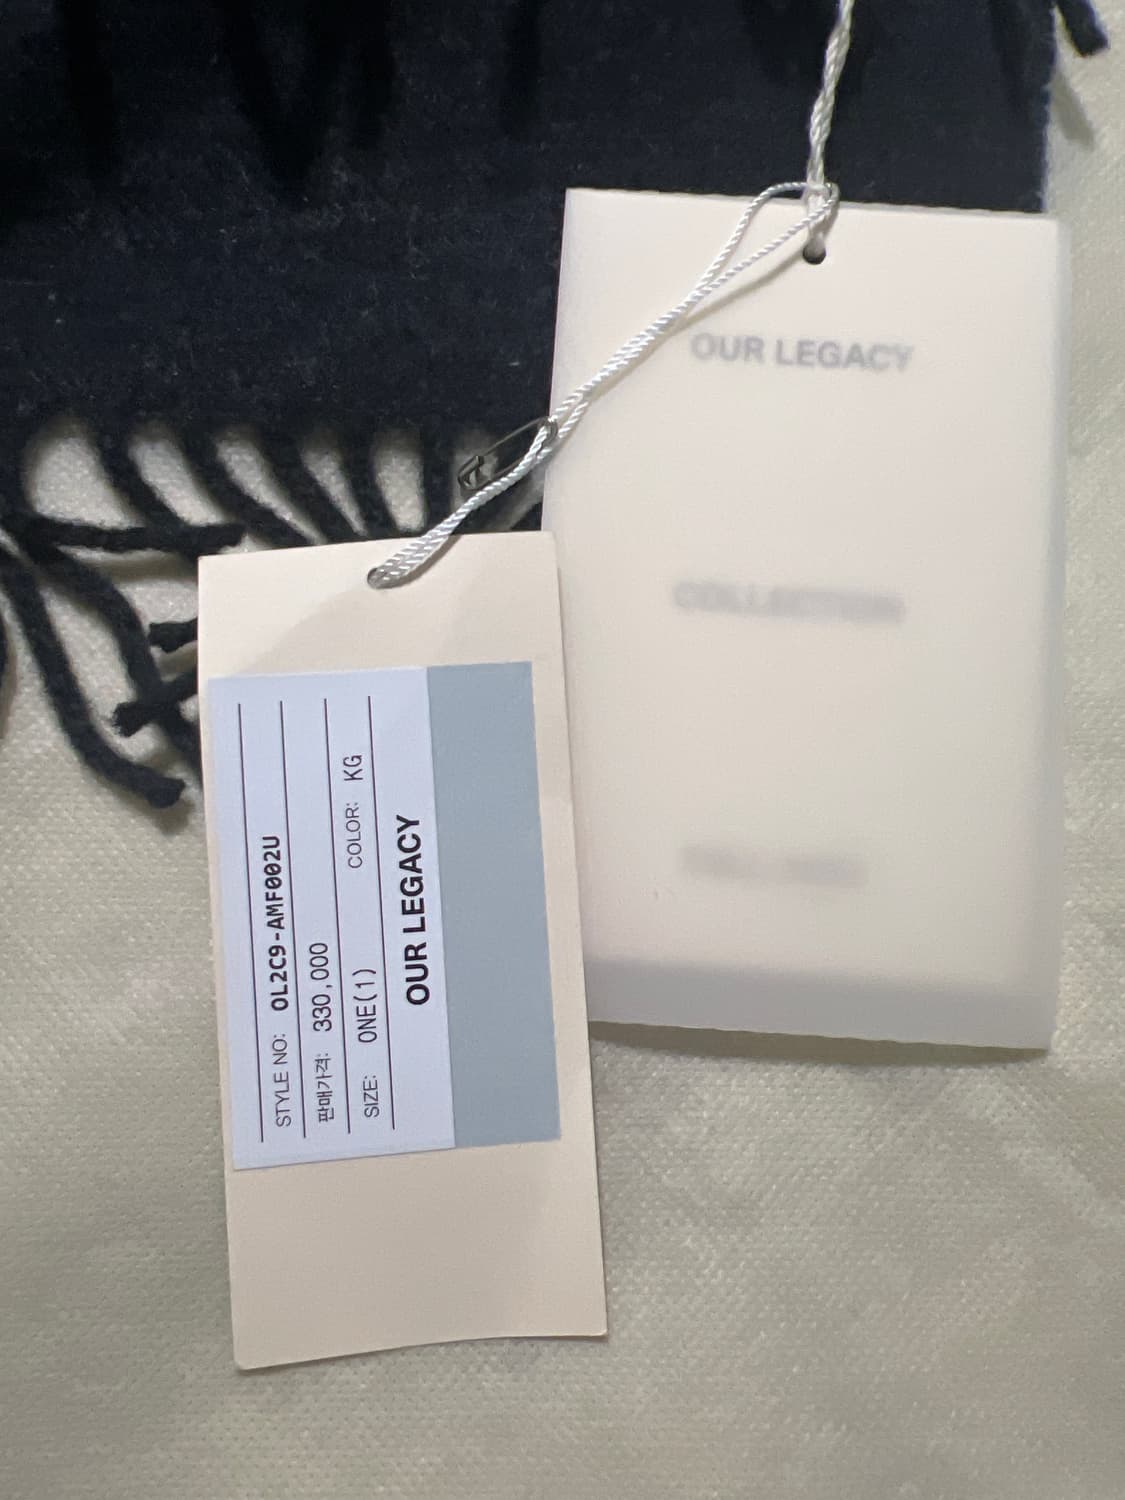 OUR LEGACY
COLLECTION
STYLE NO: OL2C9-AMF002U
판매가격: 330,000
SIZE: ONE(1) COLOR: KG
OUR LEGACY